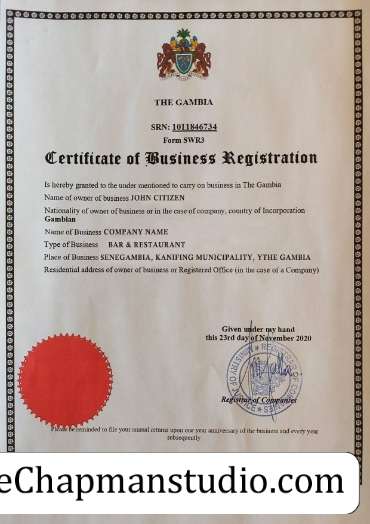 THE GAMBIA
SRN: 1011846734
Form SWR3
Certificate of Business Registration
Is hereby granted to the under mentioned to carry on business in The Gambia
Name of owner of business JOHN CITIZEN
Nationality of owner of business or in the case of company, country of Incorporation
Gambian
Name of Business COMPANY NAME
Type of Business BAR & RESTAURANT
Place of Business SENEGAMBIA, KANIFING MUNICIPALITY, YTHE GAMBIA
Residential address of owner of business or Registered Office (in the case of a Company)
Given under my hand
this 23rd day of November 2020
Registrar of Companies
Please be reminded to file your annual returns upon one year anniversary of the business and every year
subsequently
eChapmanstudio.com